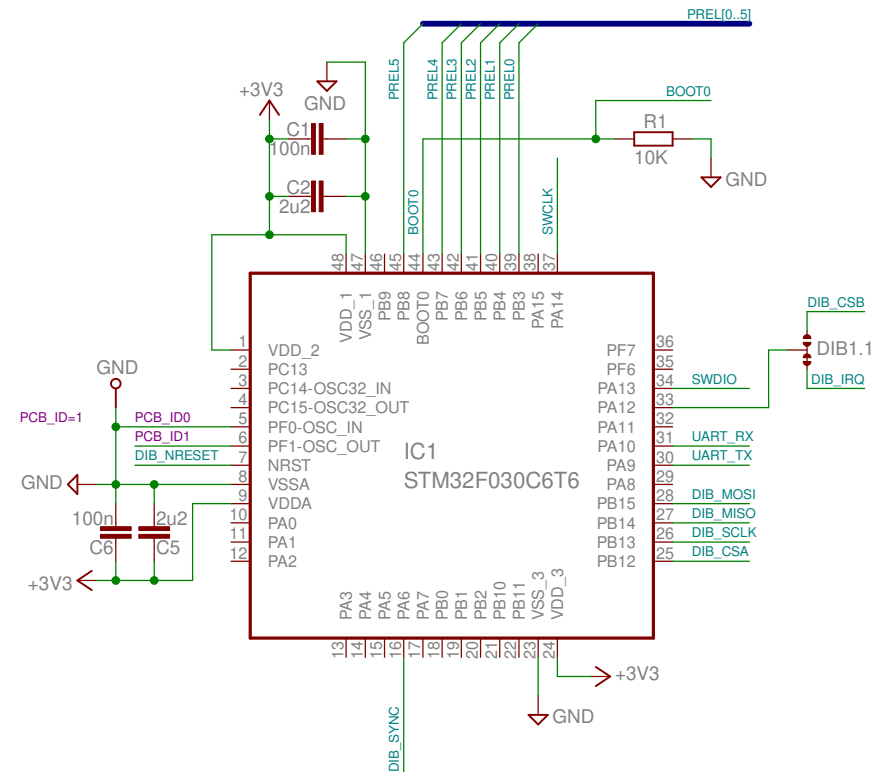 PREL[0..5]
PREL5
PREL4
PREL3
PREL2
PREL1
PREL0
+3V3
GND
C1
100n
C2
2u2
BOOT0
R1
10K
GND
BOOT0
SWCLK
48
47
46
45
44
43
42
41
40
39
38
37
VDD_1
VSS_1
PB9
PB8
BOOT0
PB7
PB6
PB5
PB4
PB3
PA15
PA14
1 VDD_2
2 PC13
3 PC14-OSC32_IN
4 PC15-OSC32_OUT
5 PF0-OSC_IN
6 PF1-OSC_OUT
7 NRST
8 VSSA
9 VDDA
10 PA0
11 PA1
12 PA2
GND
PCB_ID=1
PCB_ID0
PCB_ID1
DIB_NRESET
GND
100n
C6
2u2
C5
+3V3
IC1
STM32F030C6T6
PF7 36
PF6 35
PA13 34
PA12 33
PA11 32
PA10 31
PA9 30
PA8 29
PB15 28
PB14 27
PB13 26
PB12 25
SWDIO
UART_RX
UART_TX
DIB_MOSI
DIB_MISO
DIB_SCLK
DIB_CSA
DIB_CSB
DIB1.1
DIB_IRQ
PA3
PA4
PA5
PA6
PA7
PB0
PB1
PB2
PB10
PB11
VSS_3
VDD_3
13
14
15
16
17
18
19
20
21
22
23
24
DIB_SYNC
+3V3
GND